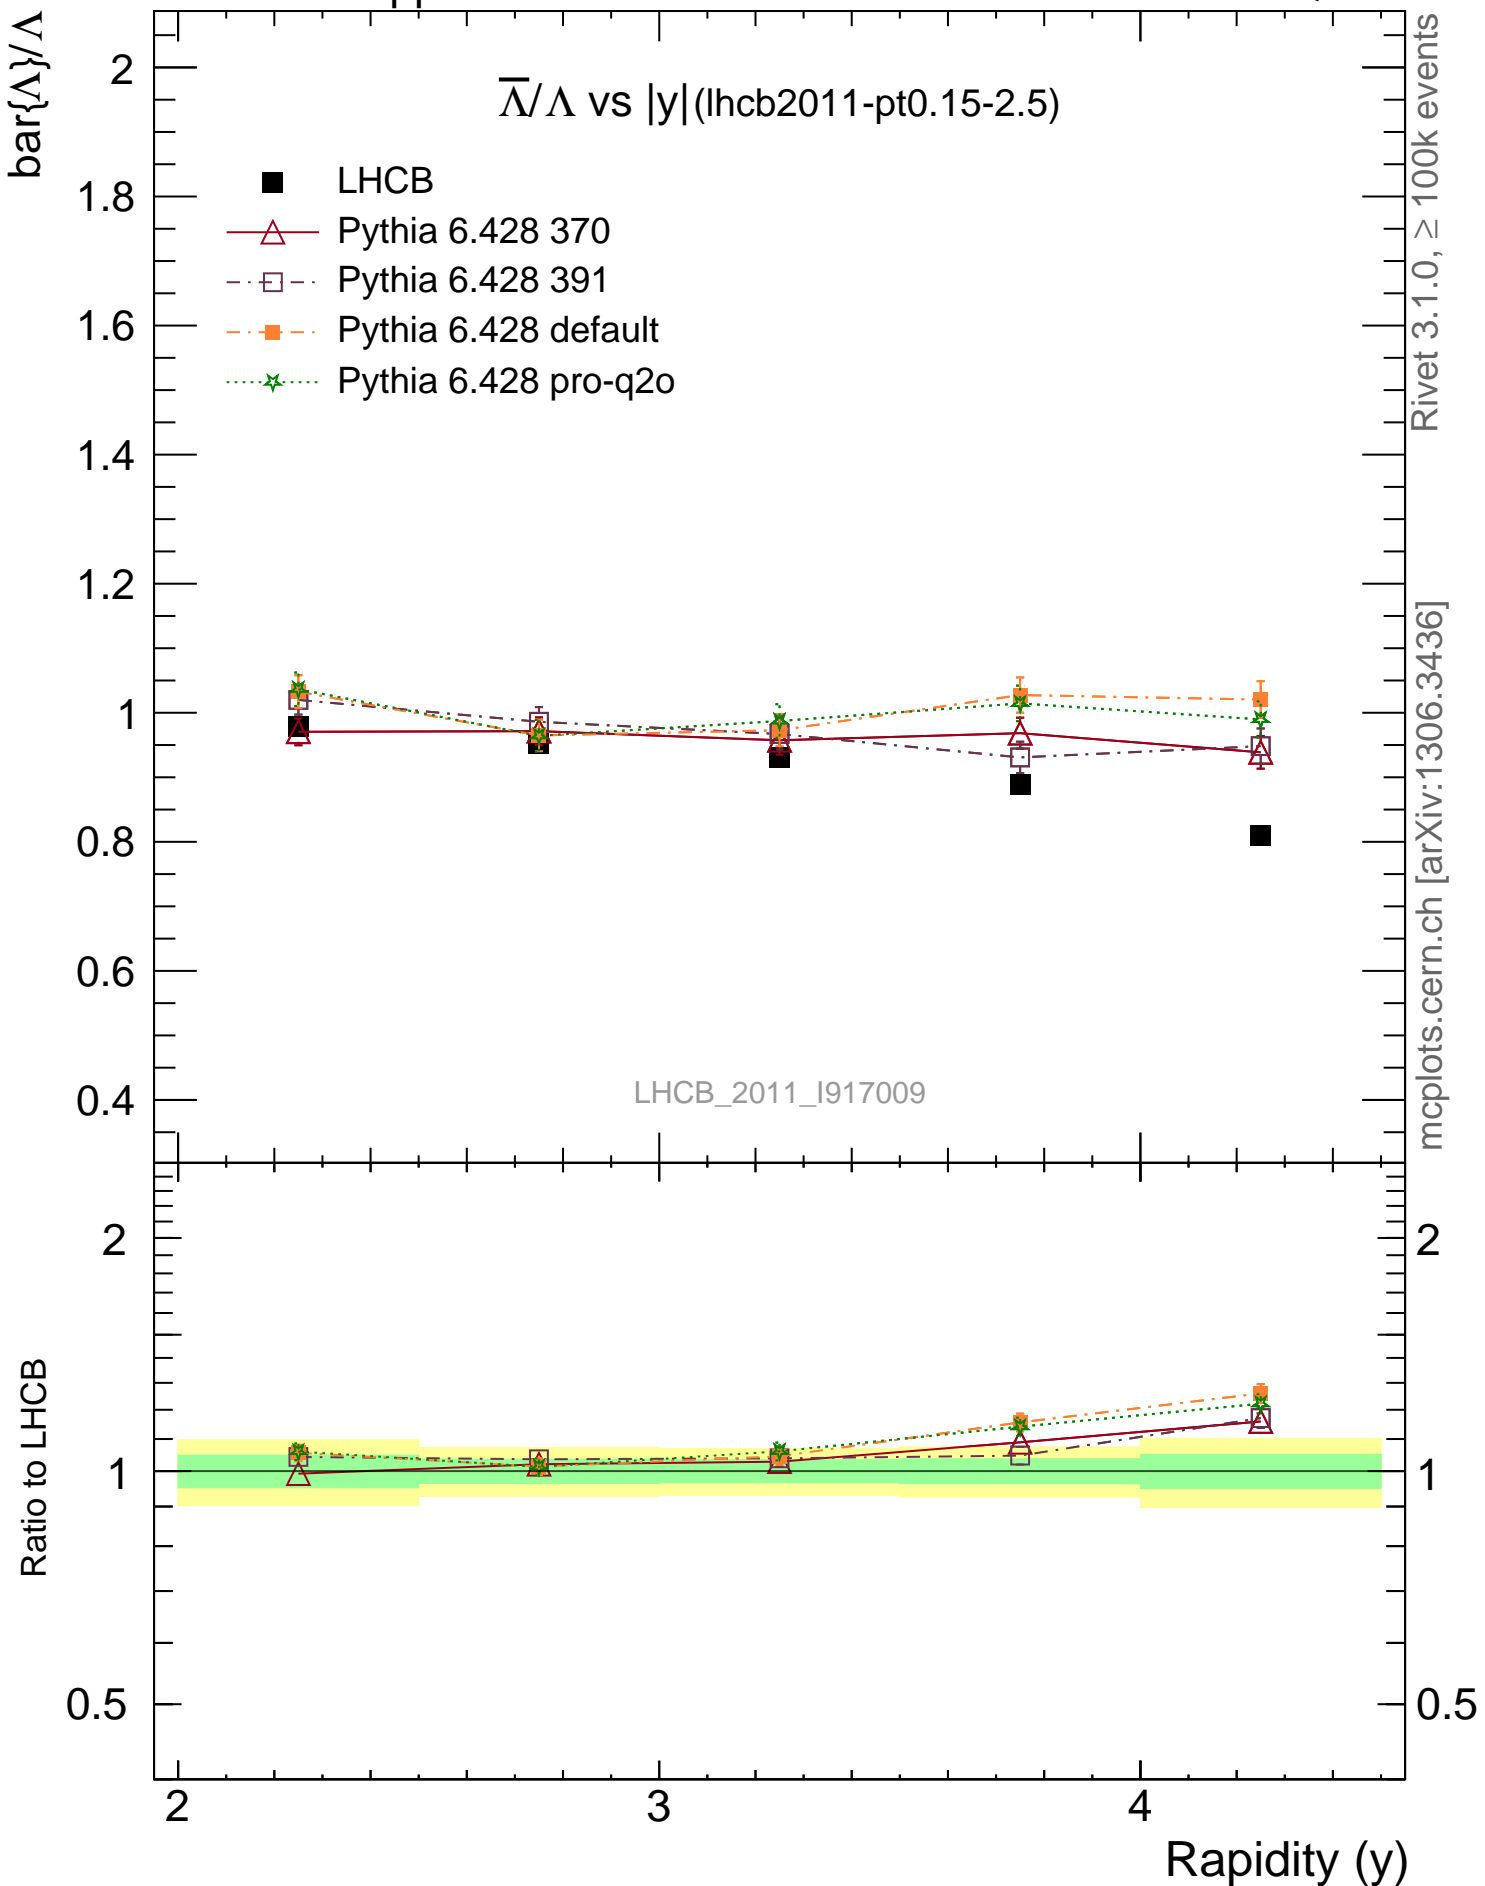 bar{Λ}/Λ
Λ̅/Λ vs |y|(lhcb2011-pt0.15-2.5)
LHCB
Pythia 6.428 370
Pythia 6.428 391
Pythia 6.428 default
Pythia 6.428 pro-q2o
2
1.8
1.6
1.4
1.2
1
0.8
0.6
0.4
LHCB_2011_I917009
Rivet 3.1.0, ≥ 100k events
mcplots.cern.ch [arXiv:1306.3436]
Ratio to LHCB
2
1
0.5
2
1
0.5
2
3
4
Rapidity (y)